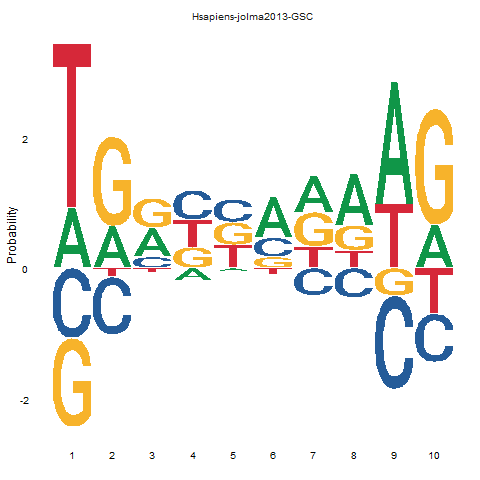 Hsapiens-jolma2013-GSC
Probability
2
0
-2
T G G C C A A A A G
A A A T G C G G T A
C T C G T G T T G T
G C T A A T C C C C
1 2 3 4 5 6 7 8 9 10